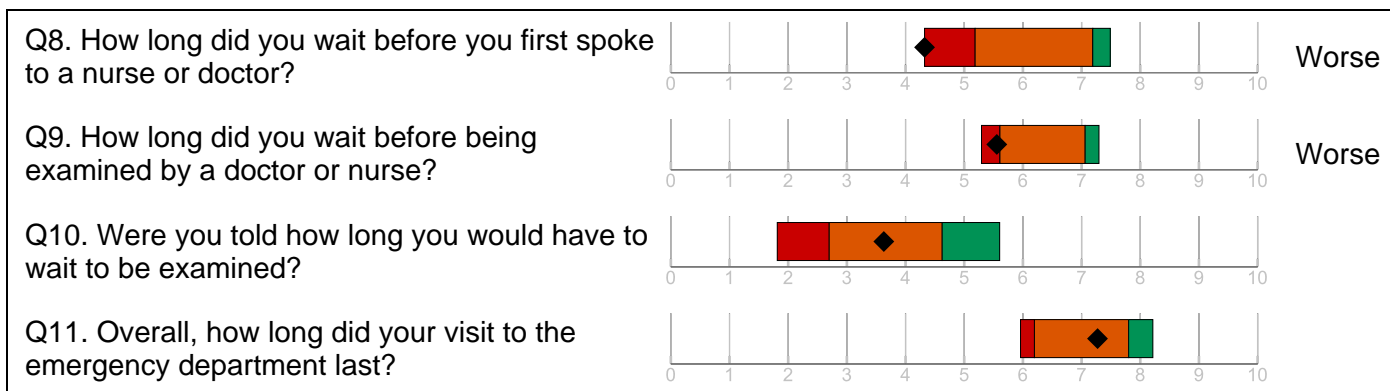 Q8. How long did you wait before you first spoke
to a nurse or doctor?
Worse
0 1 2 3 4 5 6 7 8 9 10
Q9. How long did you wait before being
examined by a doctor or nurse?
Worse
0 1 2 3 4 5 6 7 8 9 10
Q10. Were you told how long you would have to
wait to be examined?
0 1 2 3 4 5 6 7 8 9 10
Q11. Overall, how long did your visit to the
emergency department last?
0 1 2 3 4 5 6 7 8 9 10